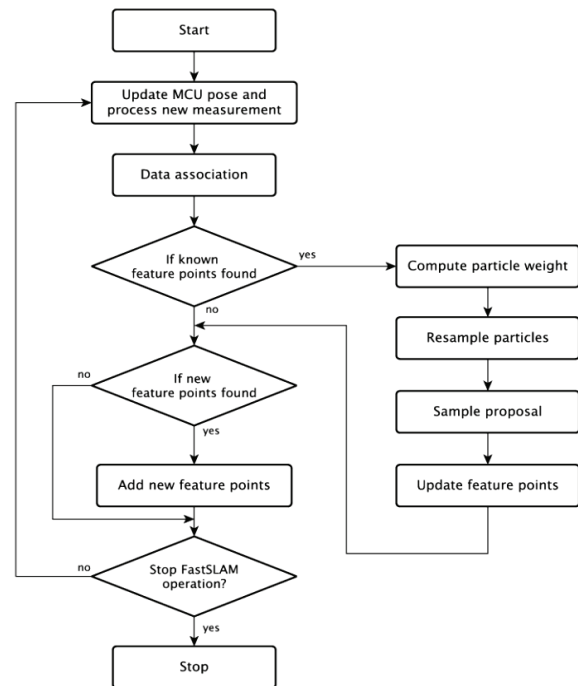 Start
Update MCU pose and
process new measurement
Data association
If known
feature points found
yes
no
Compute particle weight
Resample particles
Sample proposal
Update feature points
If new
feature points found
no
yes
Add new feature points
Stop FastSLAM
operation?
no
yes
Stop